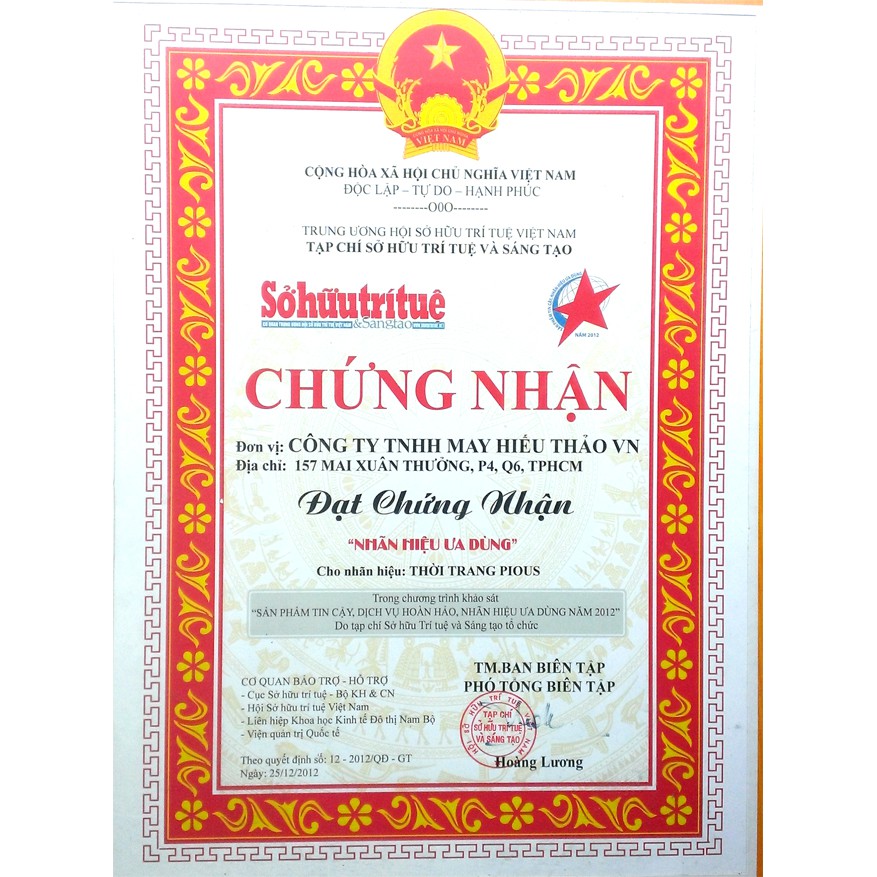 VIỆT NAM
CỘNG HÒA XÃ HỘI CHỦ NGHĨA VIỆT NAM
ĐỘC LẬP – TỰ DO – HẠNH PHÚC
--------O0O--------
TRUNG ƯƠNG HỘI SỞ HỮU TRÍ TUỆ VIỆT NAM
TẠP CHÍ SỞ HỮU TRÍ TUỆ VÀ SÁNG TẠO
Sởhữutrítuệ
&Sángtạo
NĂM 2012
CHỨNG NHẬN
Đơn vị: CÔNG TY TNHH MAY HIẾU THẢO VN
Địa chỉ: 157 MAI XUÂN THƯỞNG, P4, Q6, TPHCM
Đạt Chứng Nhận
“NHÃN HIỆU ƯA DÙNG”
Cho nhãn hiệu: THỜI TRANG PIOUS
Trong chương trình khảo sát
“SẢN PHẨM TIN CẬY, DỊCH VỤ HOÀN HẢO, NHÃN HIỆU ƯA DÙNG NĂM 2012”
Do tạp chí Sở hữu Trí tuệ và Sáng tạo tổ chức
CƠ QUAN BẢO TRỢ - HỖ TRỢ
- Cục Sở hữu trí tuệ - Bộ KH & CN
- Hội Sở hữu trí tuệ Việt Nam
- Liên hiệp Khoa học Kinh tế Đô thị Nam Bộ
- Viện quản trị Quốc tế
Theo quyết định số: 12 - 2012/QĐ - GT
Ngày: 25/12/2012
TM.BAN BIÊN TẬP
PHÓ TỔNG BIÊN TẬP
HỘI SỞ HỮU TRÍ TUỆ VIỆT NAM
TẠP CHÍ
SỞ HỮU TRÍ TUỆ
VÀ SÁNG TẠO
Hoàng Lương